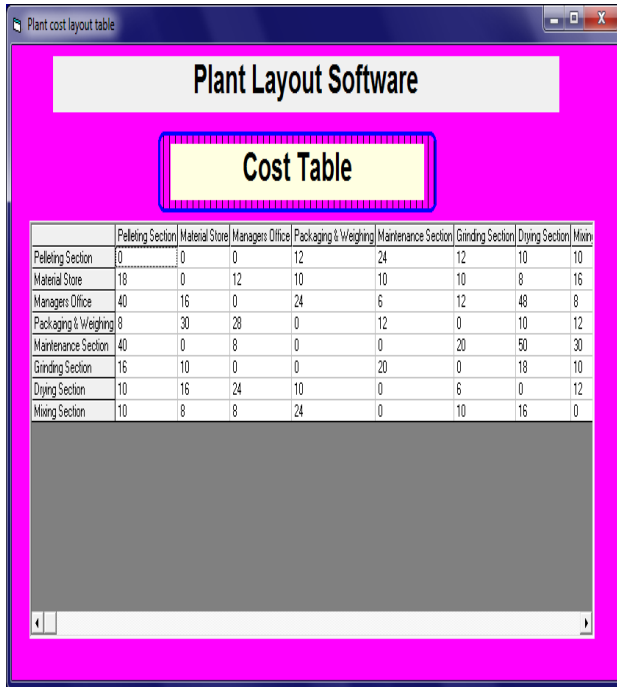 Plant cost layout table
Plant Layout Software
Cost Table
Pelleting Section Material Store Managers Office Packaging & Weighing Maintenance Section Grinding Section Drying Section Mixin
Pelleting Section 0 0 0 12 24 12 10 10
Material Store 18 0 12 10 10 10 8 16
Managers Office 40 16 0 24 6 12 48 8
Packaging & Weighing 8 30 28 0 12 0 10 12
Maintenance Section 40 0 8 0 0 20 50 30
Grinding Section 16 10 0 0 20 0 18 10
Drying Section 10 16 24 10 0 6 0 12
Mixing Section 10 8 8 24 0 10 16 0